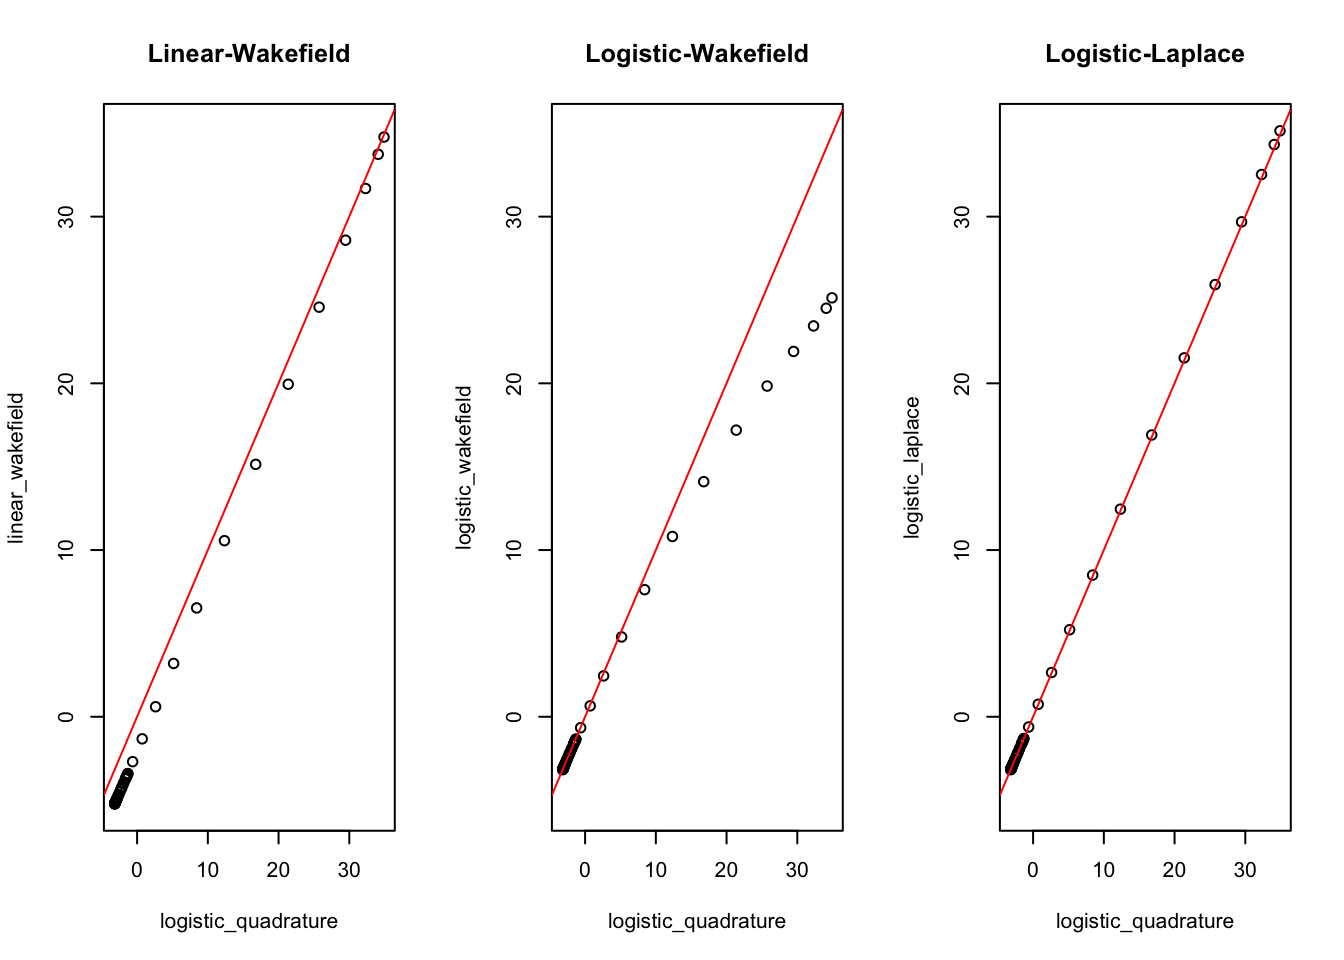 Linear-Wakefield
linear_wakefield
30
20
10
0
0 10 20 30
logistic_quadrature
Logistic-Wakefield
logistic_wakefield
30
20
10
0
0 10 20 30
logistic_quadrature
Logistic-Laplace
logistic_laplace
30
20
10
0
0 10 20 30
logistic_quadrature